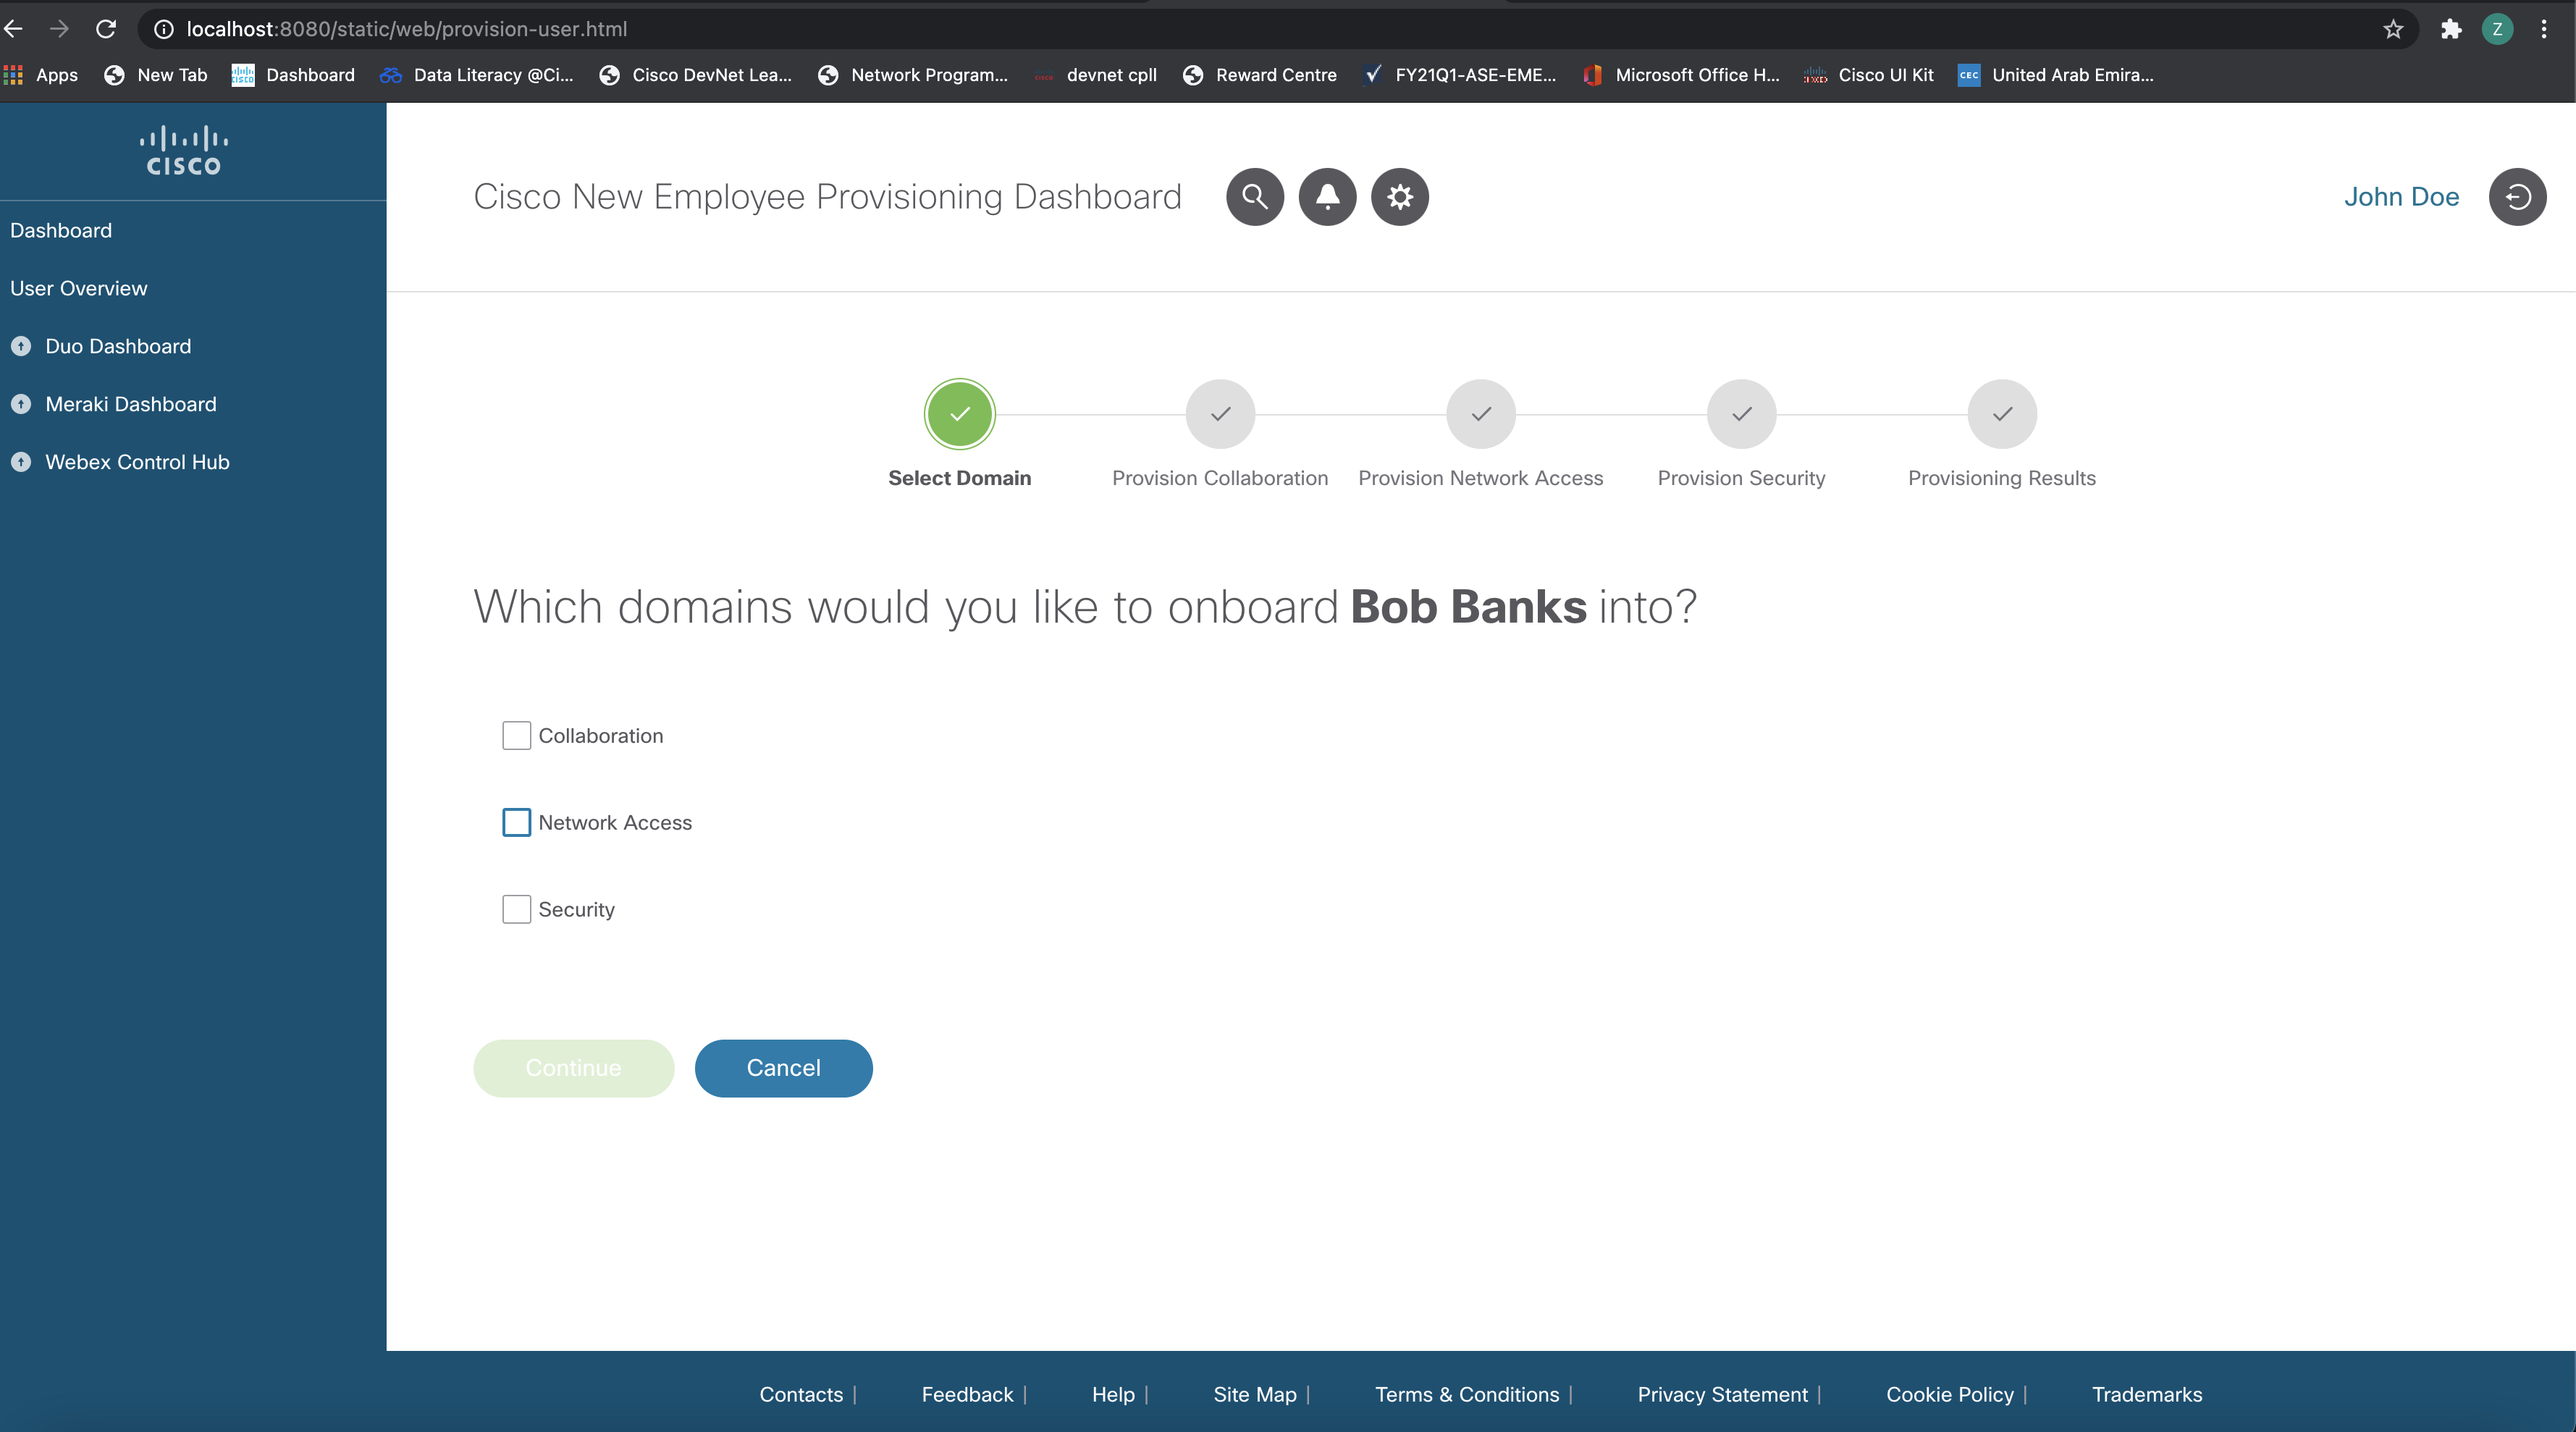 localhost:8080/static/web/provision-user.html
Apps New Tab Dashboard Data Literacy @Ci... Cisco DevNet Lea... Network Program... devnet cpll Reward Centre FY21Q1-ASE-EME... Microsoft Office H... Cisco UI Kit CEC United Arab Emira...
Z
CISCO
Dashboard
User Overview
Duo Dashboard
Meraki Dashboard
Webex Control Hub
Cisco New Employee Provisioning Dashboard
John Doe
Select Domain Provision Collaboration Provision Network Access Provision Security Provisioning Results
Which domains would you like to onboard Bob Banks into?
Collaboration
Network Access
Security
Continue Cancel
Contacts | Feedback | Help | Site Map | Terms & Conditions | Privacy Statement | Cookie Policy | Trademarks